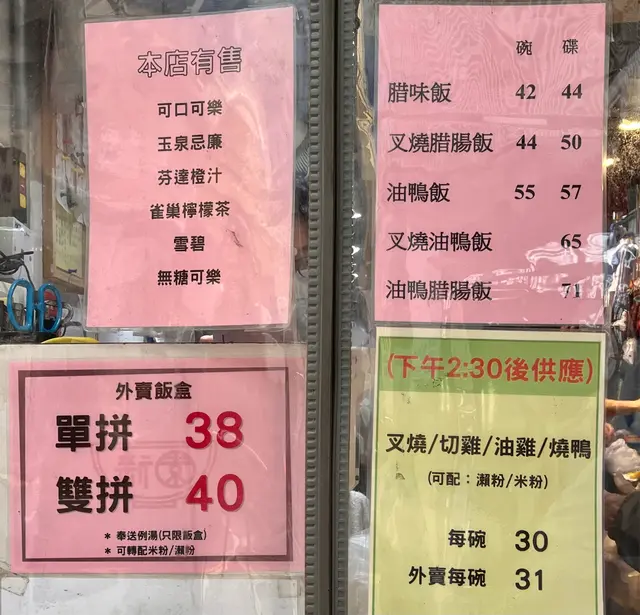 本店有售
可口可樂
玉泉忌廉
芬達橙汁
雀巢檸檬茶
雪碧
無糖可樂
外賣飯盒
單拼 38
雙拼 40
* 奉送例湯(只限飯盒)
* 可轉配米粉/瀨粉
碗 碟
腊味飯 42 44
叉燒腊腸飯 44 50
油鴨飯 55 57
叉燒油鴨飯 65
油鴨腊腸飯 71
(下午2:30後供應)
叉燒/切雞/油雞/燒鴨
(可配：瀨粉/米粉)
每碗 30
外賣每碗 31